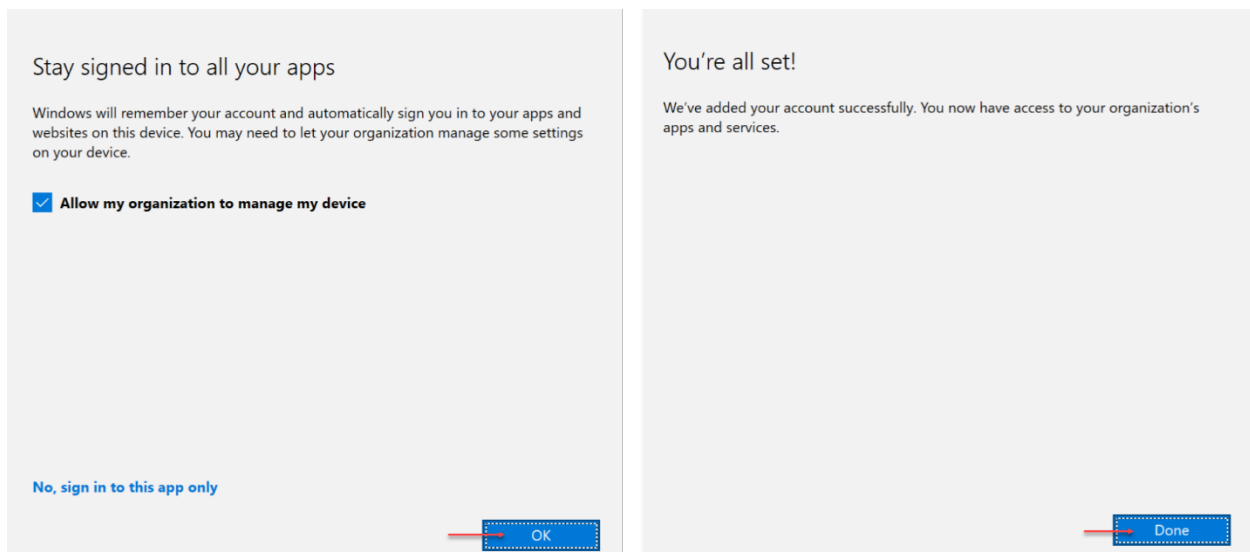 Stay signed in to all your apps
Windows will remember your account and automatically sign you in to your apps and
websites on this device. You may need to let your organization manage some settings
on your device.
Allow my organization to manage my device
No, sign in to this app only
OK
You're all set!
We've added your account successfully. You now have access to your organization's
apps and services.
Done